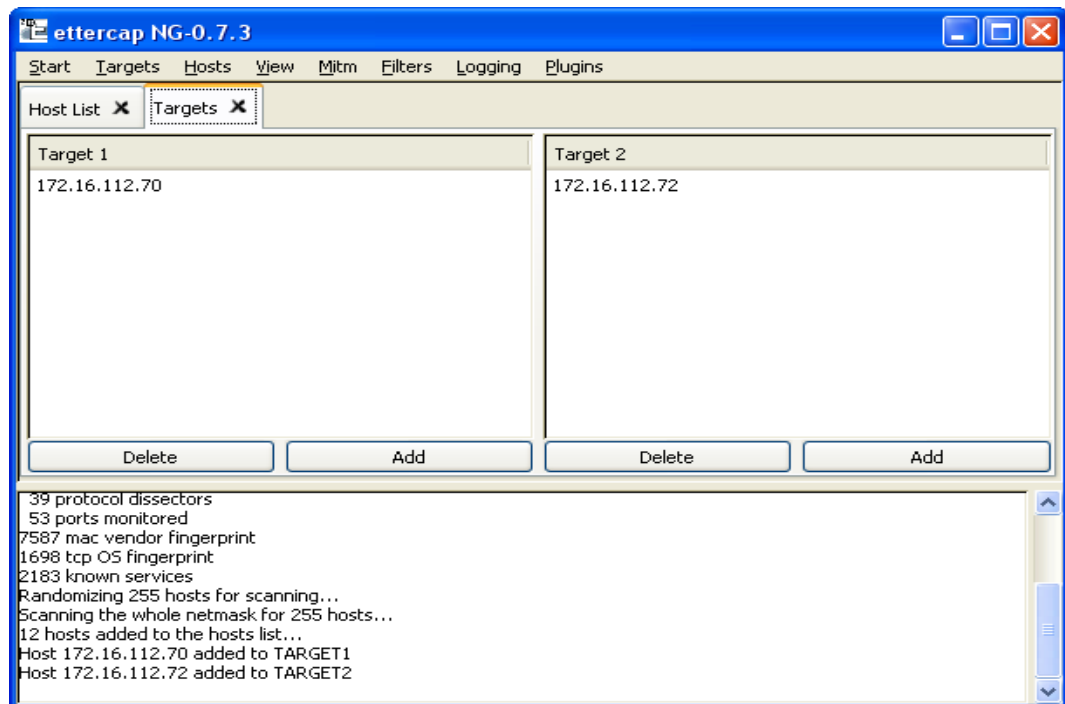 ettercap NG-0.7.3
Start Targets Hosts View Mitm Filters Logging Plugins
Host List Targets
Target 1 Target 2
172.16.112.70 172.16.112.72
Delete Add Delete Add
39 protocol dissectors
53 ports monitored
7587 mac vendor fingerprint
1698 tcp OS fingerprint
2183 known services
Randomizing 255 hosts for scanning...
Scanning the whole netmask for 255 hosts...
12 hosts added to the hosts list...
Host 172.16.112.70 added to TARGET1
Host 172.16.112.72 added to TARGET2